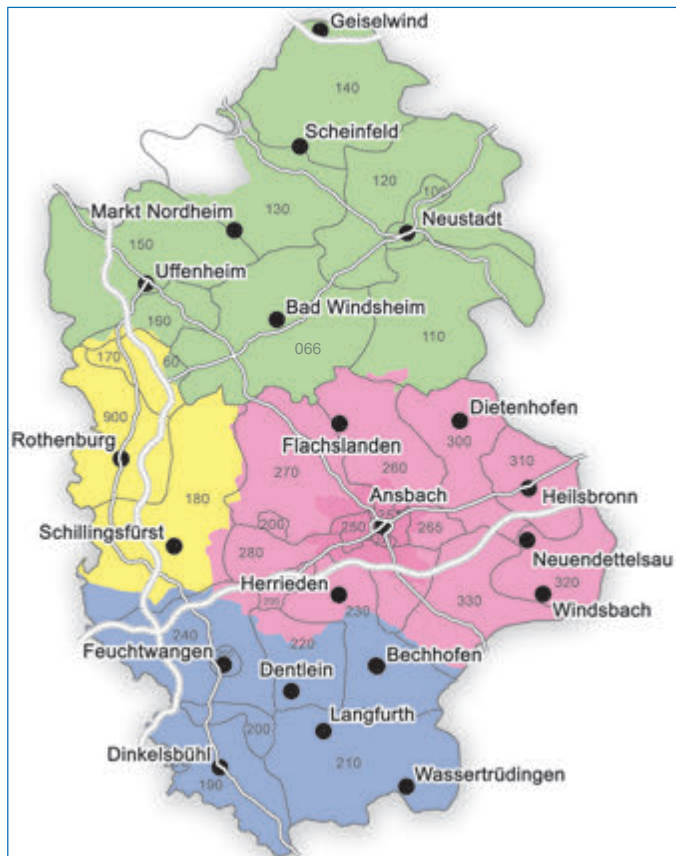 Geiselwind
140
Scheinfeld
120
100
Markt Nordheim
130
Neustadt
150
Uffenheim
Bad Windsheim
160
110
066
170
60
Dietenhofen
900
Flachslanden
300
Rothenburg
270
260
310
Ansbach
Heilsbronn
180
200
250
265
Schillingsfürst
280
Neuendettelsau
Herrieden
320
230
330
Windsbach
240
220
Feuchtwangen
Bechhofen
Dentlein
200
Langfurth
Dinkelsbühl
210
190
Wassertrüdingen